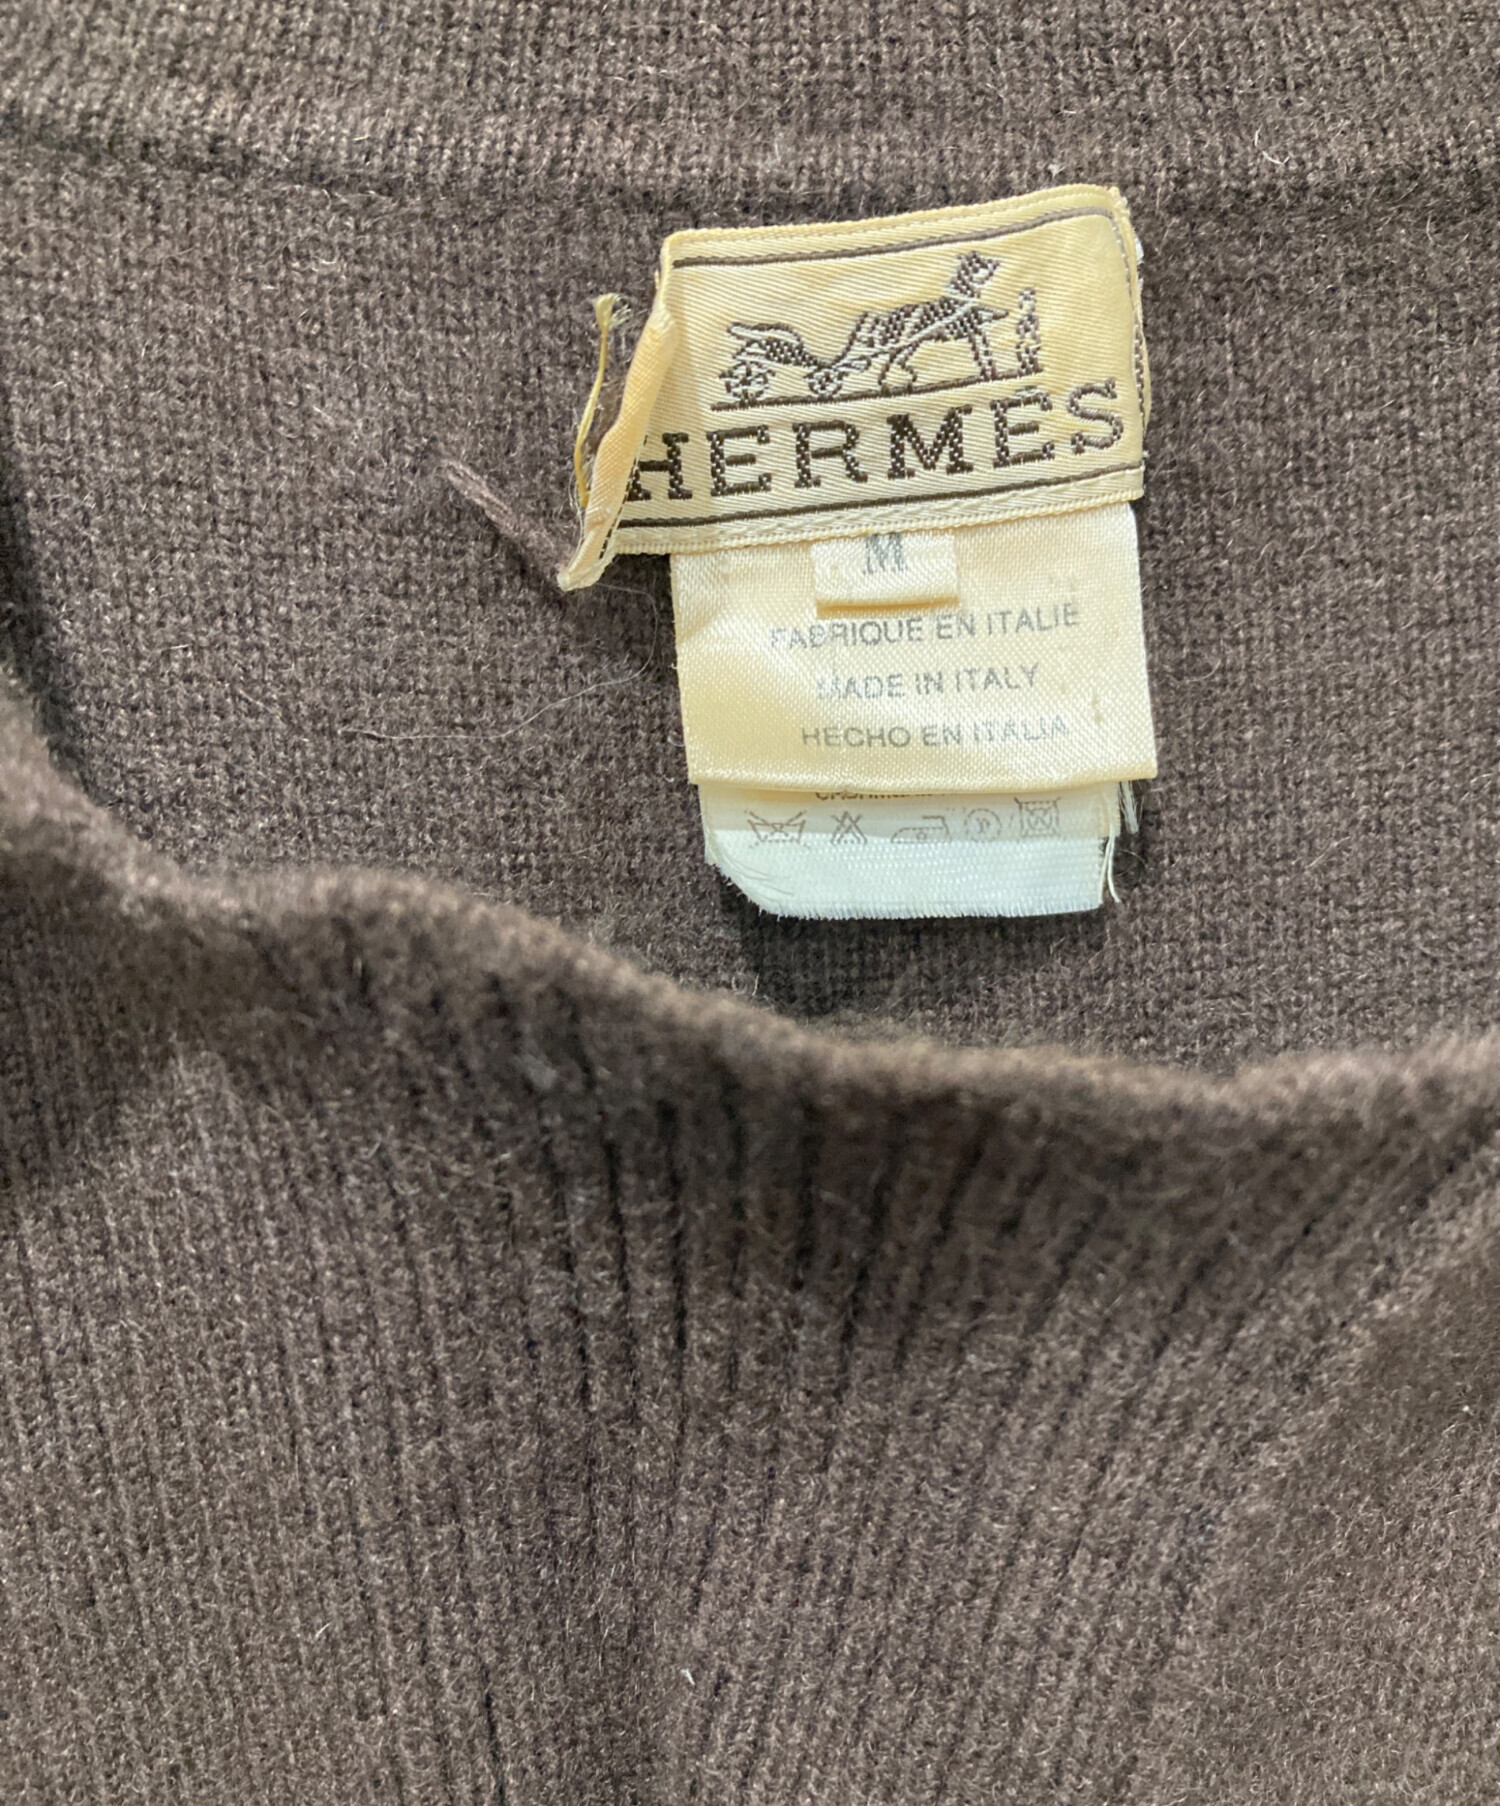 HERMES
M
FABRIQUE EN ITALIE
MADE IN ITALY
HECHO EN ITALIA